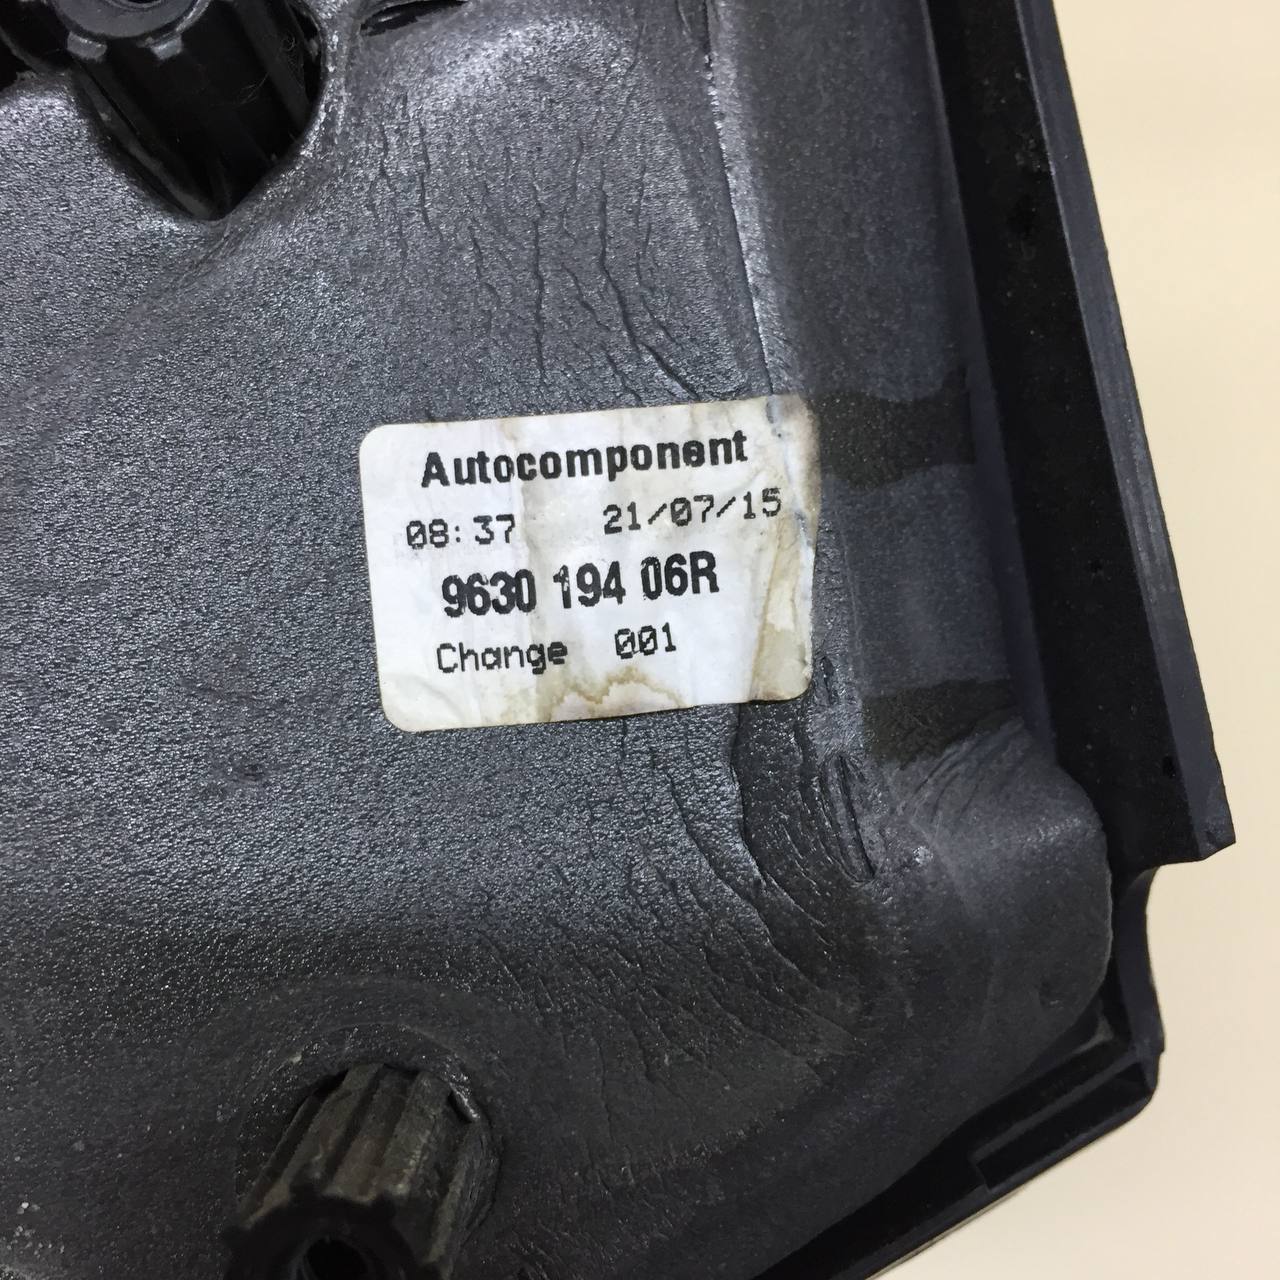 Autocomponent
08:37 21/07/15
9630 194 06R
Change 001